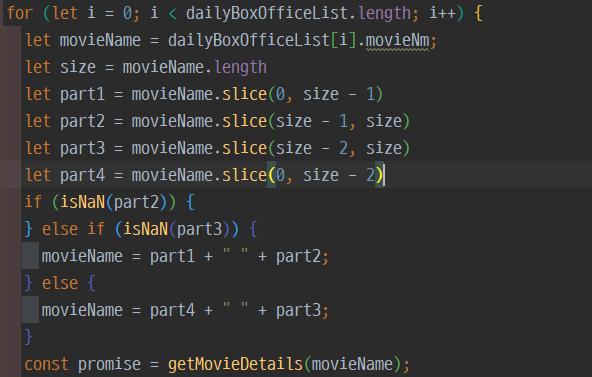 for (let i = 0; i < dailyBoxOfficeList.length; i++) {
let movieName = dailyBoxOfficeList[i].movieNm;
let size = movieName.length
let part1 = movieName.slice(0, size - 1)
let part2 = movieName.slice(size - 1, size)
let part3 = movieName.slice(size - 2, size)
let part4 = movieName.slice(0, size - 2)
if (isNaN(part2)) {
} else if (isNaN(part3)) {
movieName = part1 + " " + part2;
} else {
movieName = part4 + " " + part3;
}
const promise = getMovieDetails(movieName);